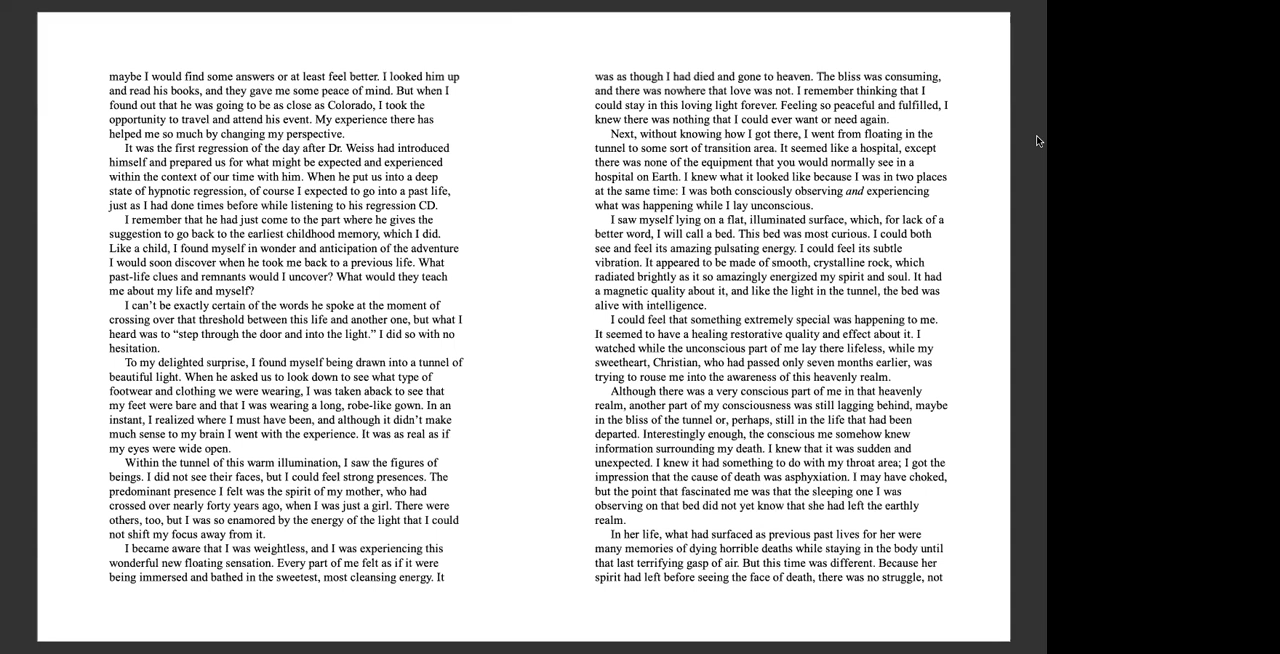 maybe I would find some answers or at least feel better. I looked him up
and read his books, and they gave me some peace of mind. But when I
found out that he was going to be as close as Colorado, I took the
opportunity to travel and attend his event. My experience there has
helped me so much by changing my perspective.
It was the first regression of the day after Dr. Weiss had introduced
himself and prepared us for what might be expected and experienced
within the context of our time with him. When he put us into a deep
state of hypnotic regression, of course I expected to go into a past life,
just as I had done times before while listening to his regression CD.
I remember that he had just come to the part where he gives the
suggestion to go back to the earliest childhood memory, which I did.
Like a child, I found myself in wonder and anticipation of the adventure
I would soon discover when he took me back to a previous life. What
past-life clues and remnants would I uncover? What would they teach
me about my life and myself?
I can’t be exactly certain of the words he spoke at the moment of
crossing over that threshold between this life and another one, but what I
heard was to “step through the door and into the light.” I did so with no
hesitation.
To my delighted surprise, I found myself being drawn into a tunnel of
beautiful light. When he asked us to look down to see what type of
footwear and clothing we were wearing, I was taken aback to see that
my feet were bare and that I was wearing a long, robe-like gown. In an
instant, I realized where I must have been, and although it didn’t make
much sense to my brain I went with the experience. It was as real as if
my eyes were wide open.
Within the tunnel of this warm illumination, I saw the figures of
beings. I did not see their faces, but I could feel strong presences. The
predominant presence I felt was the spirit of my mother, who had
crossed over nearly forty years ago, when I was just a girl. There were
others, too, but I was so enamored by the energy of the light that I could
not shift my focus away from it.
I became aware that I was weightless, and I was experiencing this
wonderful new floating sensation. Every part of me felt as if it were
being immersed and bathed in the sweetest, most cleansing energy. It
was as though I had died and gone to heaven. The bliss was consuming,
and there was nowhere that love was not. I remember thinking that I
could stay in this loving light forever. Feeling so peaceful and fulfilled, I
knew there was nothing that I could ever want or need again.
Next, without knowing how I got there, I went from floating in the
tunnel to some sort of transition area. It seemed like a hospital, except
there was none of the equipment that you would normally see in a
hospital on Earth. I knew what it looked like because I was in two places
at the same time: I was both consciously observing and experiencing
what was happening while I lay unconscious.
I saw myself lying on a flat, illuminated surface, which, for lack of a
better word, I will call a bed. This bed was most curious. I could both
see and feel its amazing pulsating energy. I could feel its subtle
vibration. It appeared to be made of smooth, crystalline rock, which
radiated brightly as it so amazingly energized my spirit and soul. It had
a magnetic quality about it, and like the light in the tunnel, the bed was
alive with intelligence.
I could feel that something extremely special was happening to me.
It seemed to have a healing restorative quality and effect about it. I
watched while the unconscious part of me lay there lifeless, while my
sweetheart, Christian, who had passed only seven months earlier, was
trying to rouse me into the awareness of this heavenly realm.
Although there was a very conscious part of me in that heavenly
realm, another part of my consciousness was still lagging behind, maybe
in the bliss of the tunnel or, perhaps, still in the life that had been
departed. Interestingly enough, the conscious me somehow knew
information surrounding my death. I knew that it was sudden and
unexpected. I knew it had something to do with my throat area; I got the
impression that the cause of death was asphyxiation. I may have choked,
but the point that fascinated me was that the sleeping one I was
observing on that bed did not yet know that she had left the earthly
realm.
In her life, what had surfaced as previous past lives for her were
many memories of dying horrible deaths while staying in the body until
that last terrifying gasp of air. But this time was different. Because her
spirit had left before seeing the face of death, there was no struggle, not